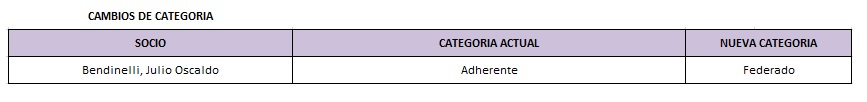 CAMBIOS DE CATEGORIA
SOCIO CATEGORIA ACTUAL NUEVA CATEGORIA
Bendinelli, Julio Oscaldo Adherente Federado